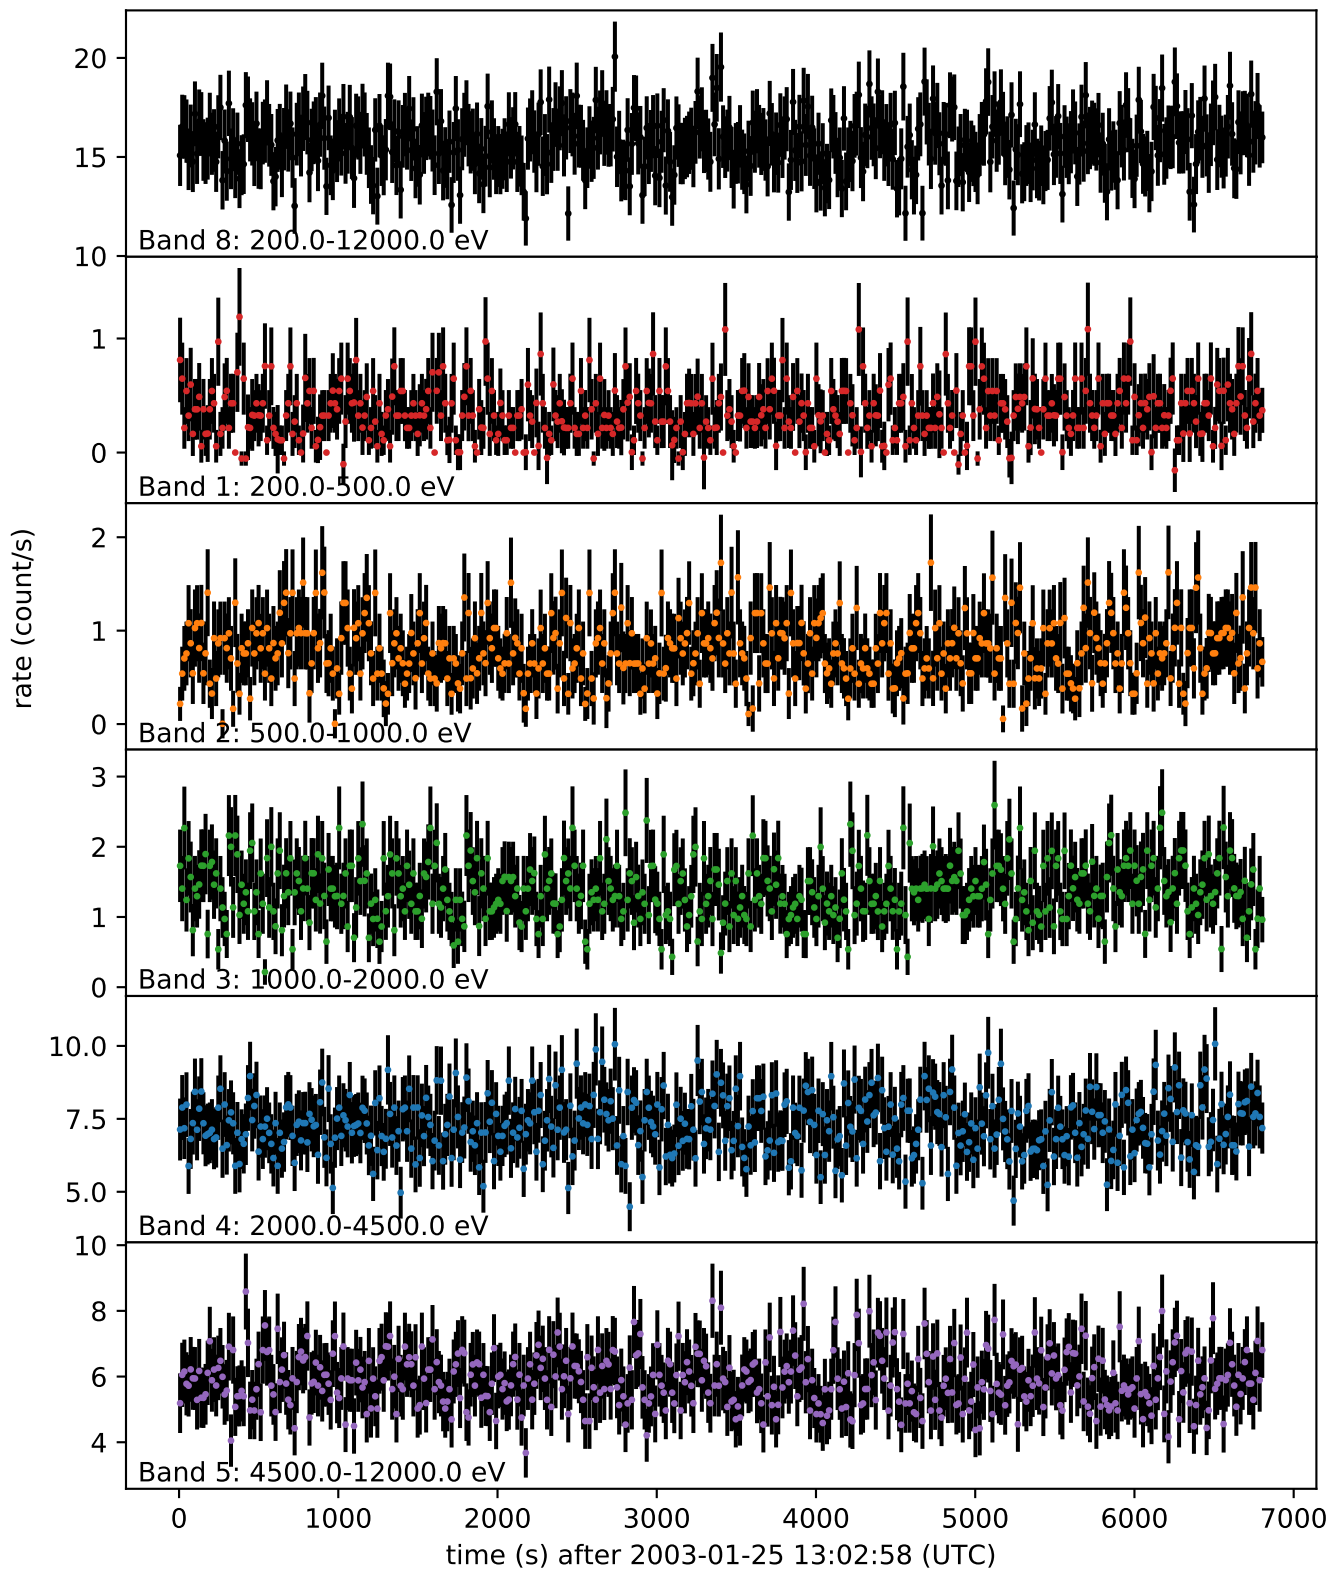 20
15
10
Band 8: 200.0-12000.0 eV
1
0
Band 1: 200.0-500.0 eV
rate (count/s)
2
1
0
Band 2: 500.0-1000.0 eV
3
2
1
0
Band 3: 1000.0-2000.0 eV
10.0
7.5
5.0
Band 4: 2000.0-4500.0 eV
10
8
6
4
Band 5: 4500.0-12000.0 eV
0 1000 2000 3000 4000 5000 6000 7000
time (s) after 2003-01-25 13:02:58 (UTC)